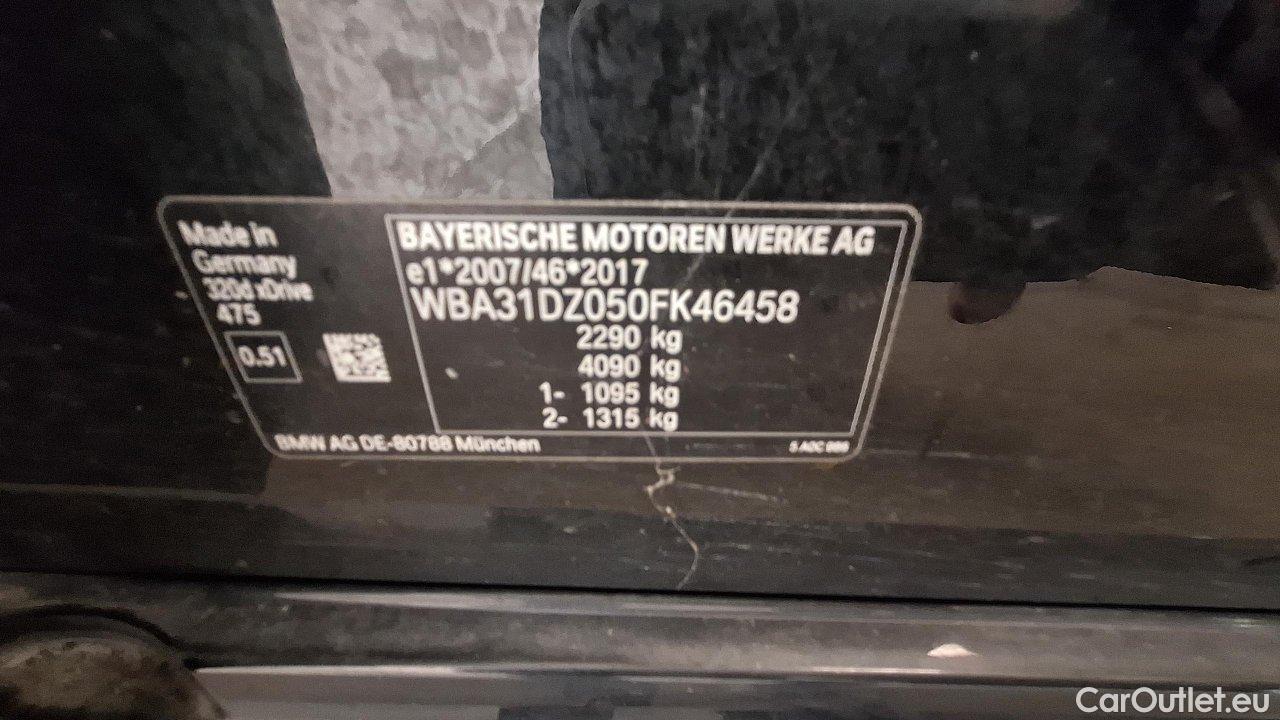 Made in
Germany
320d xDrive
475
0.51
BAYERISCHE MOTOREN WERKE AG
e1*2007/46*2017
WBA31DZ050FK46458
2290 kg
4090 kg
1- 1095 kg
2- 1315 kg
BMW AG DE-80788 München
CarOutlet.eu